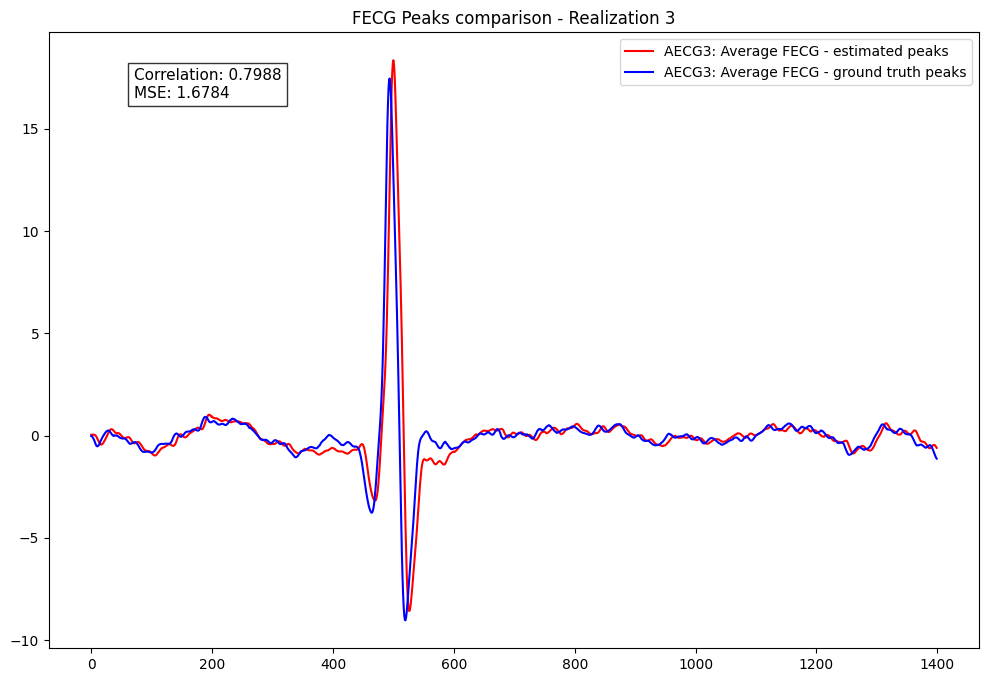 FECG Peaks comparison - Realization 3
AECG3: Average FECG - estimated peaks
AECG3: Average FECG - ground truth peaks
Correlation: 0.7988
MSE: 1.6784
15
10
5
0
−5
−10
0 200 400 600 800 1000 1200 1400